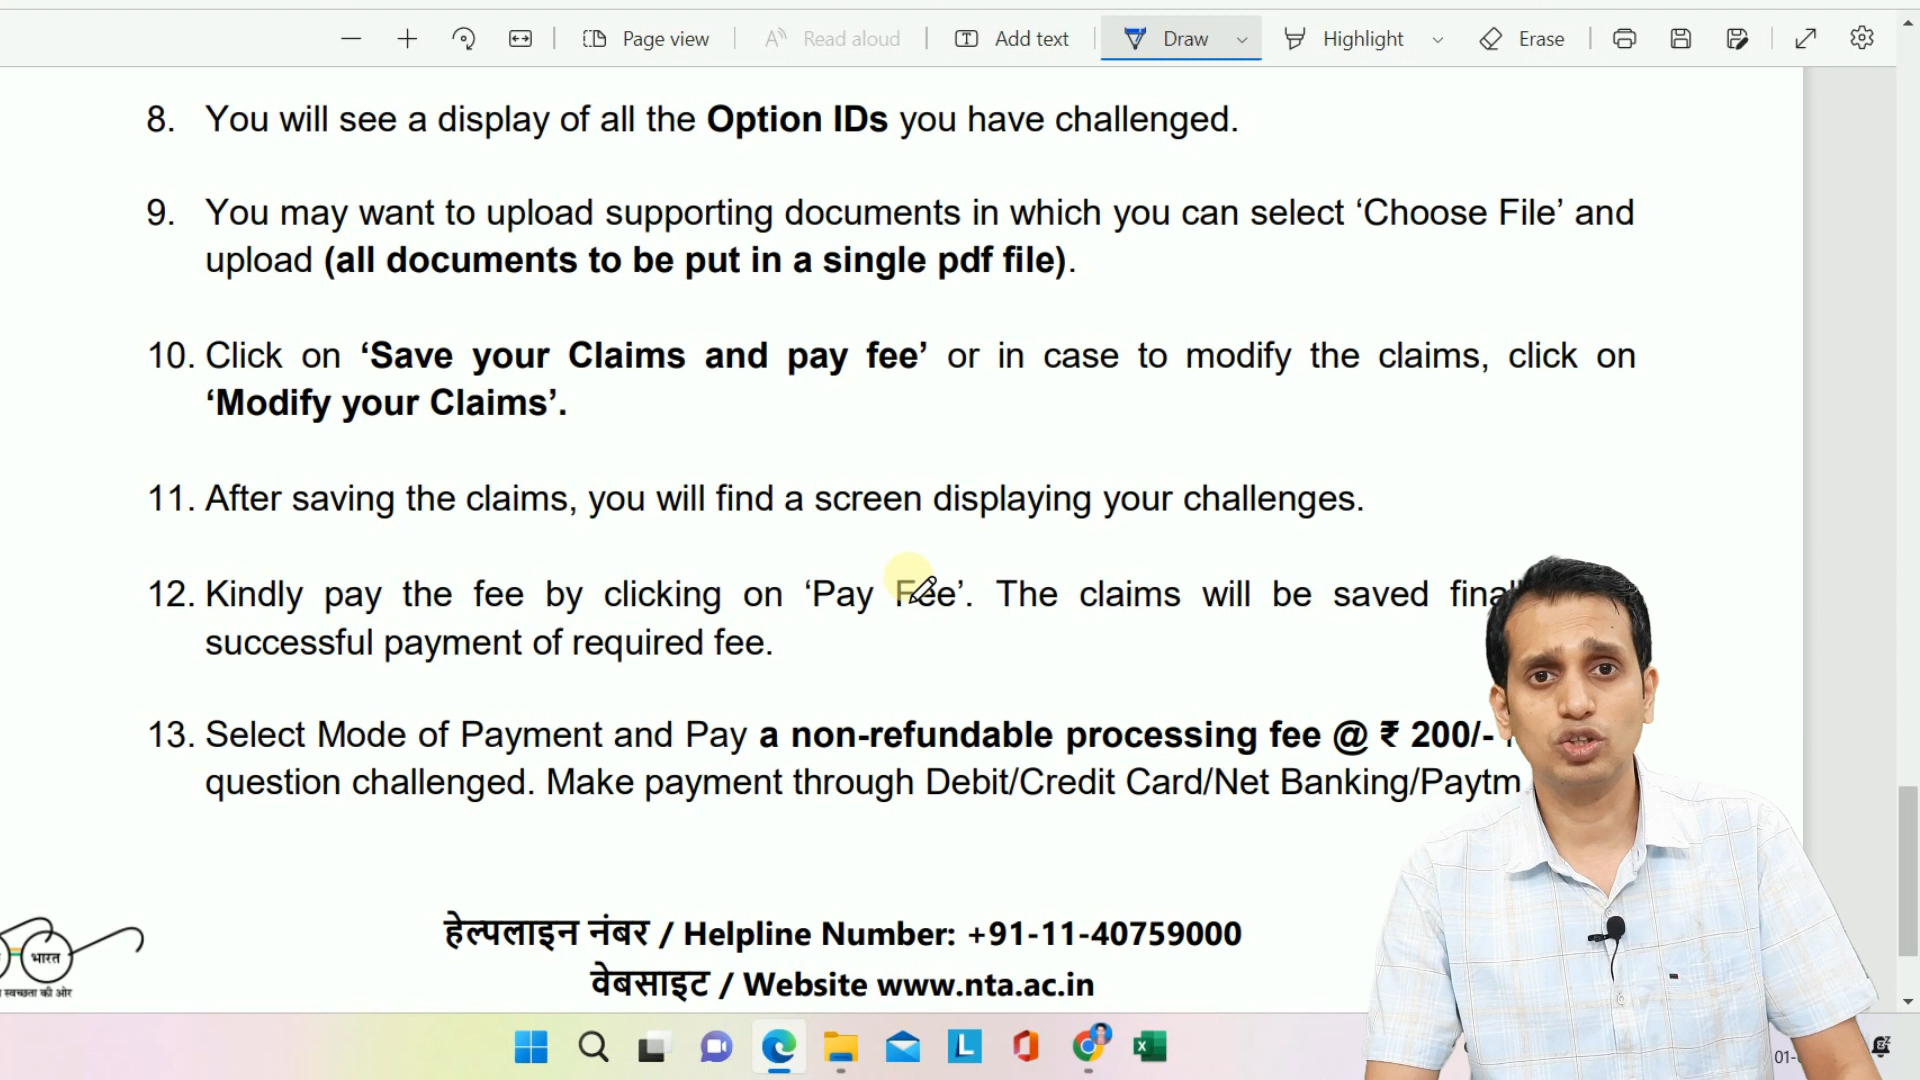 Page view
Read aloud
Add text
Draw
Highlight
Erase
8. You will see a display of all the Option IDs you have challenged.
9. You may want to upload supporting documents in which you can select ‘Choose File’ and
upload (all documents to be put in a single pdf file).
10. Click on ‘Save your Claims and pay fee’ or in case to modify the claims, click on
‘Modify your Claims’.
11. After saving the claims, you will find a screen displaying your challenges.
12. Kindly pay the fee by clicking on ‘Pay Fee’. The claims will be saved
successful payment of required fee.
13. Select Mode of Payment and Pay a non-refundable processing fee @ ₹ 200/-
question challenged. Make payment through Debit/Credit Card/Net Banking/Paytm
भारत
स्वच्छता की ओर
हेल्पलाइन नंबर / Helpline Number: +91-11-40759000
वेबसाइट / Website www.nta.ac.in